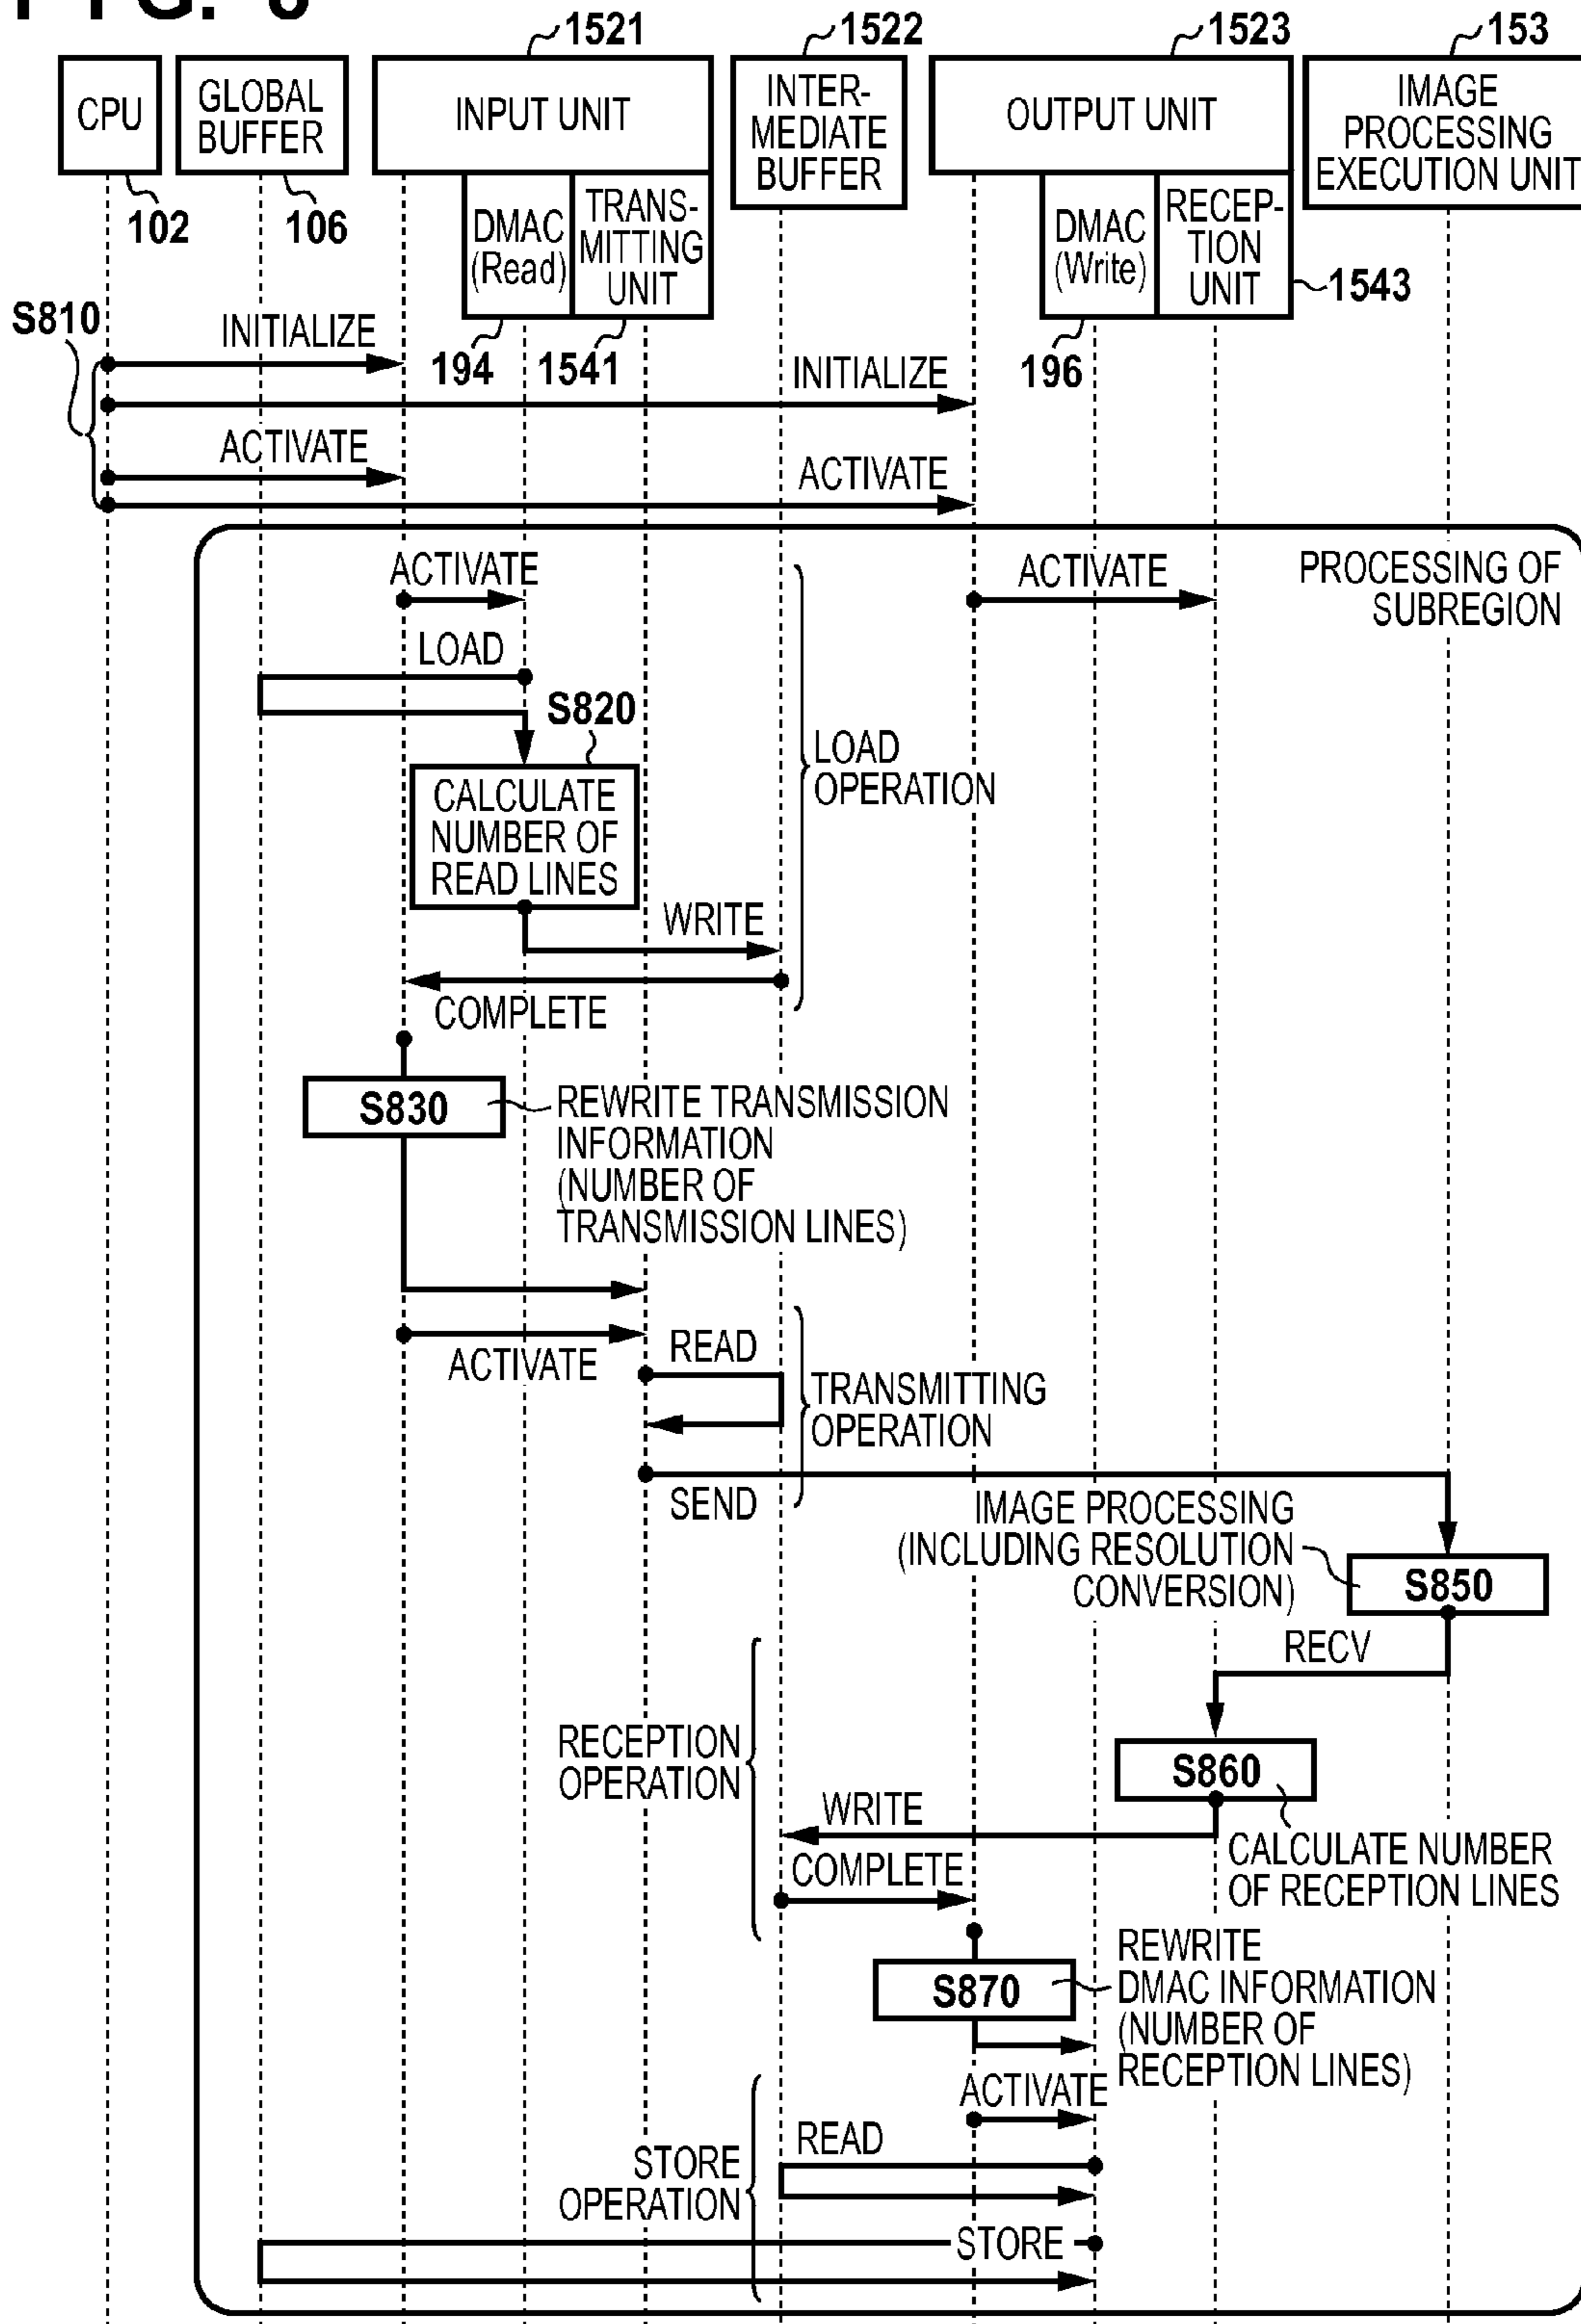 FIG. 8
1521
1522
1523
153
CPU
GLOBAL
BUFFER
INPUT UNIT
INTER-
MEDIATE
BUFFER
OUTPUT UNIT
IMAGE
PROCESSING
EXECUTION UNIT
102
106
DMAC
(Read)
TRANS-
MITTING
UNIT
DMAC
(Write)
RECEP-
TION
UNIT
1543
S810
INITIALIZE
194
1541
INITIALIZE
196
ACTIVATE
ACTIVATE
ACTIVATE
ACTIVATE
PROCESSING OF
SUBREGION
LOAD
S820
LOAD
OPERATION
CALCULATE
NUMBER OF
READ LINES
WRITE
COMPLETE
S830
REWRITE TRANSMISSION
INFORMATION
(NUMBER OF
TRANSMISSION LINES)
ACTIVATE
READ
TRANSMITTING
OPERATION
SEND
IMAGE PROCESSING
(INCLUDING RESOLUTION
CONVERSION)
S850
RECV
RECEPTION
OPERATION
S860
WRITE
CALCULATE NUMBER
OF RECEPTION LINES
COMPLETE
S870
REWRITE
DMAC INFORMATION
(NUMBER OF
RECEPTION LINES)
ACTIVATE
READ
STORE
OPERATION
STORE